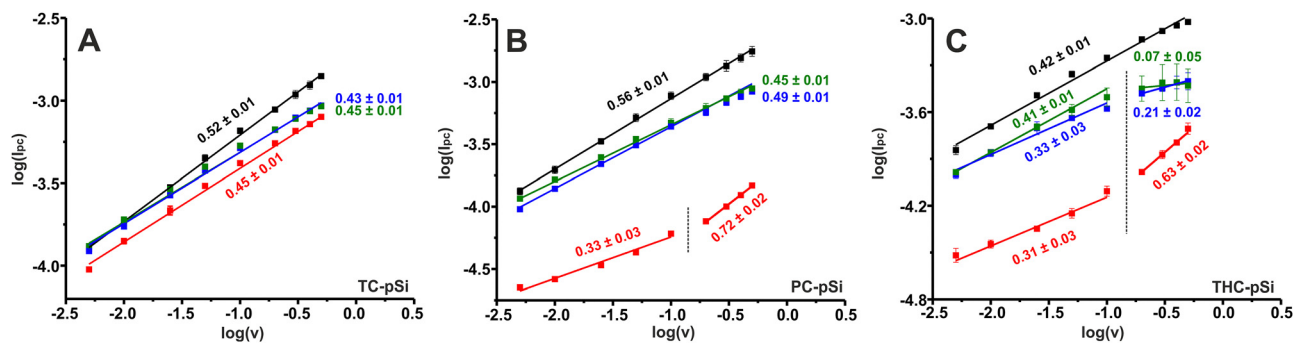 A
-2.5
-3.0
-3.5
-4.0
log(Ipc)
0.52 ± 0.01
0.43 ± 0.01
0.45 ± 0.01
0.45 ± 0.01
TC-pSi
-2.5 -2.0 -1.5 -1.0 -0.5 0.0 0.5
log(v)
B
-2.5
-3.0
-3.5
-4.0
-4.5
log(Ipc)
0.56 ± 0.01
0.45 ± 0.01
0.49 ± 0.01
0.33 ± 0.03
0.72 ± 0.02
PC-pSi
-2.5 -2.0 -1.5 -1.0 -0.5 0.0 0.5
log(v)
C
-3.0
-3.6
-4.2
-4.8
log(Ipc)
0.42 ± 0.01
0.07 ± 0.05
0.41 ± 0.01
0.33 ± 0.03
0.21 ± 0.02
0.63 ± 0.02
0.31 ± 0.03
THC-pSi
-2.5 -2.0 -1.5 -1.0 -0.5 0.0 0.5
log(v)